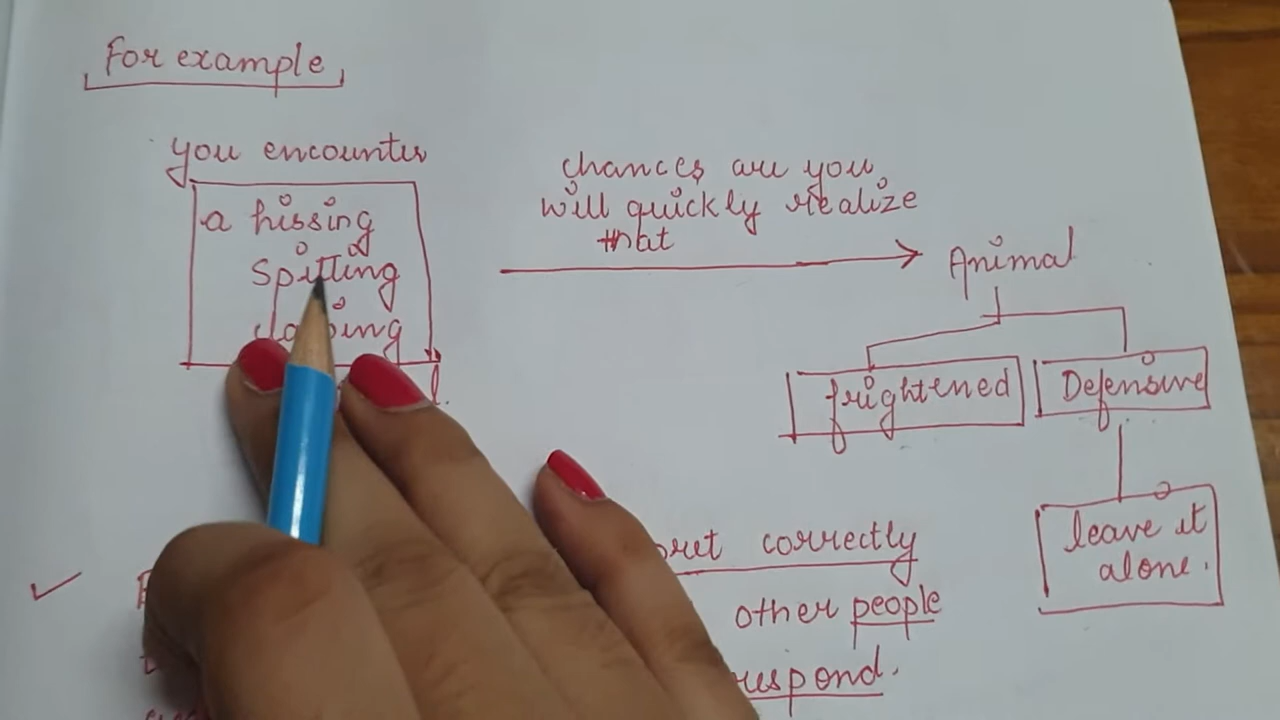 For example
you encounter
a hissing
Spitting
chances are you
will quickly realize
that
Animal
frightened
Defensive
leave it
alone.
correctly
other people
respond.